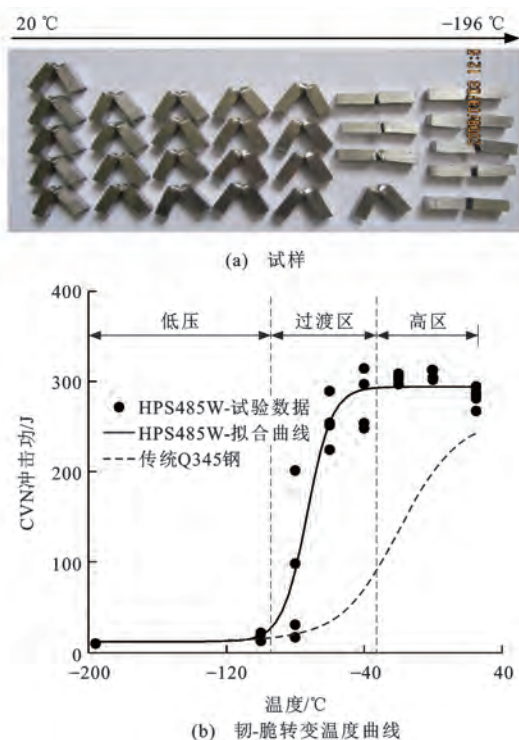 20 ℃ −196 ℃
(a) 试样
400
低压 过渡区 高区
300
HPS485W-试验数据
HPS485W-拟合曲线
传统Q345钢
200
CVN冲击功/J
100
0
−200 −120 −40 40
温度/℃
(b) 韧-脆转变温度曲线